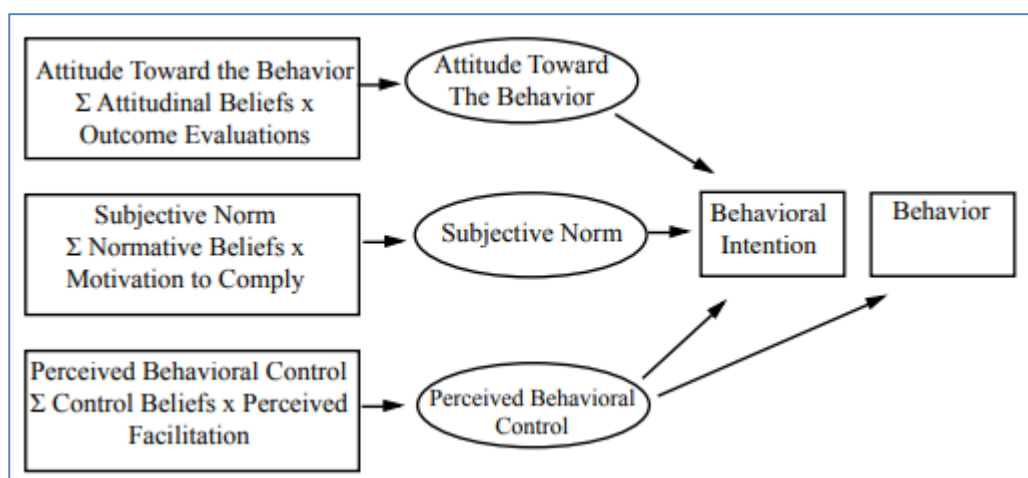 Attitude Toward the Behavior
Σ Attitudinal Beliefs x
Outcome Evaluations
Attitude Toward
The Behavior
Subjective Norm
Σ Normative Beliefs x
Motivation to Comply
Subjective Norm
Behavioral
Intention
Behavior
Perceived Behavioral Control
Σ Control Beliefs x Perceived
Facilitation
Perceived Behavioral
Control